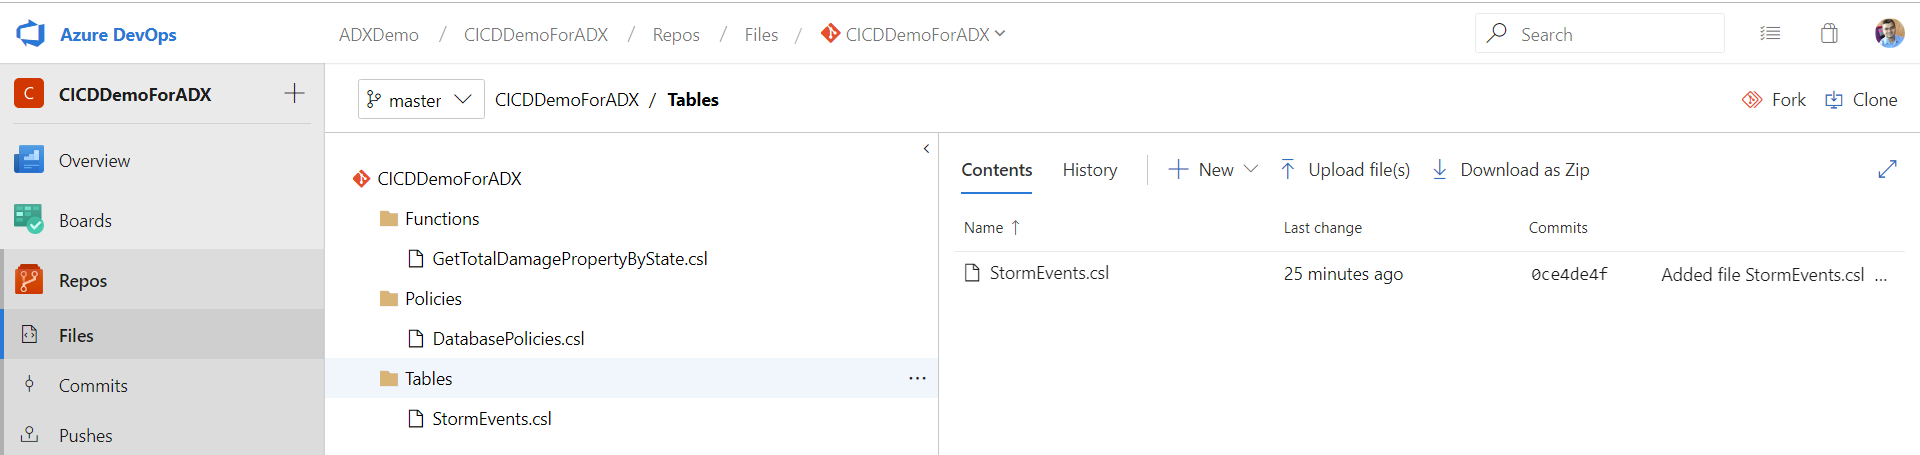 Azure DevOps
ADXDemo / CICDDemoForADX / Repos / Files / CICDDemoForADX
Search
C CICDDemoForADX
master CICDDemoForADX / Tables
Fork Clone
Overview
Boards
Repos
Files
Commits
Pushes
CICDDemoForADX
Functions
GetTotalDamagePropertyByState.csl
Policies
DatabasePolicies.csl
Tables ...
StormEvents.csl
Contents History New Upload file(s) Download as Zip
Name Last change Commits
StormEvents.csl 25 minutes ago 0ce4de4f Added file StormEvents.csl ...